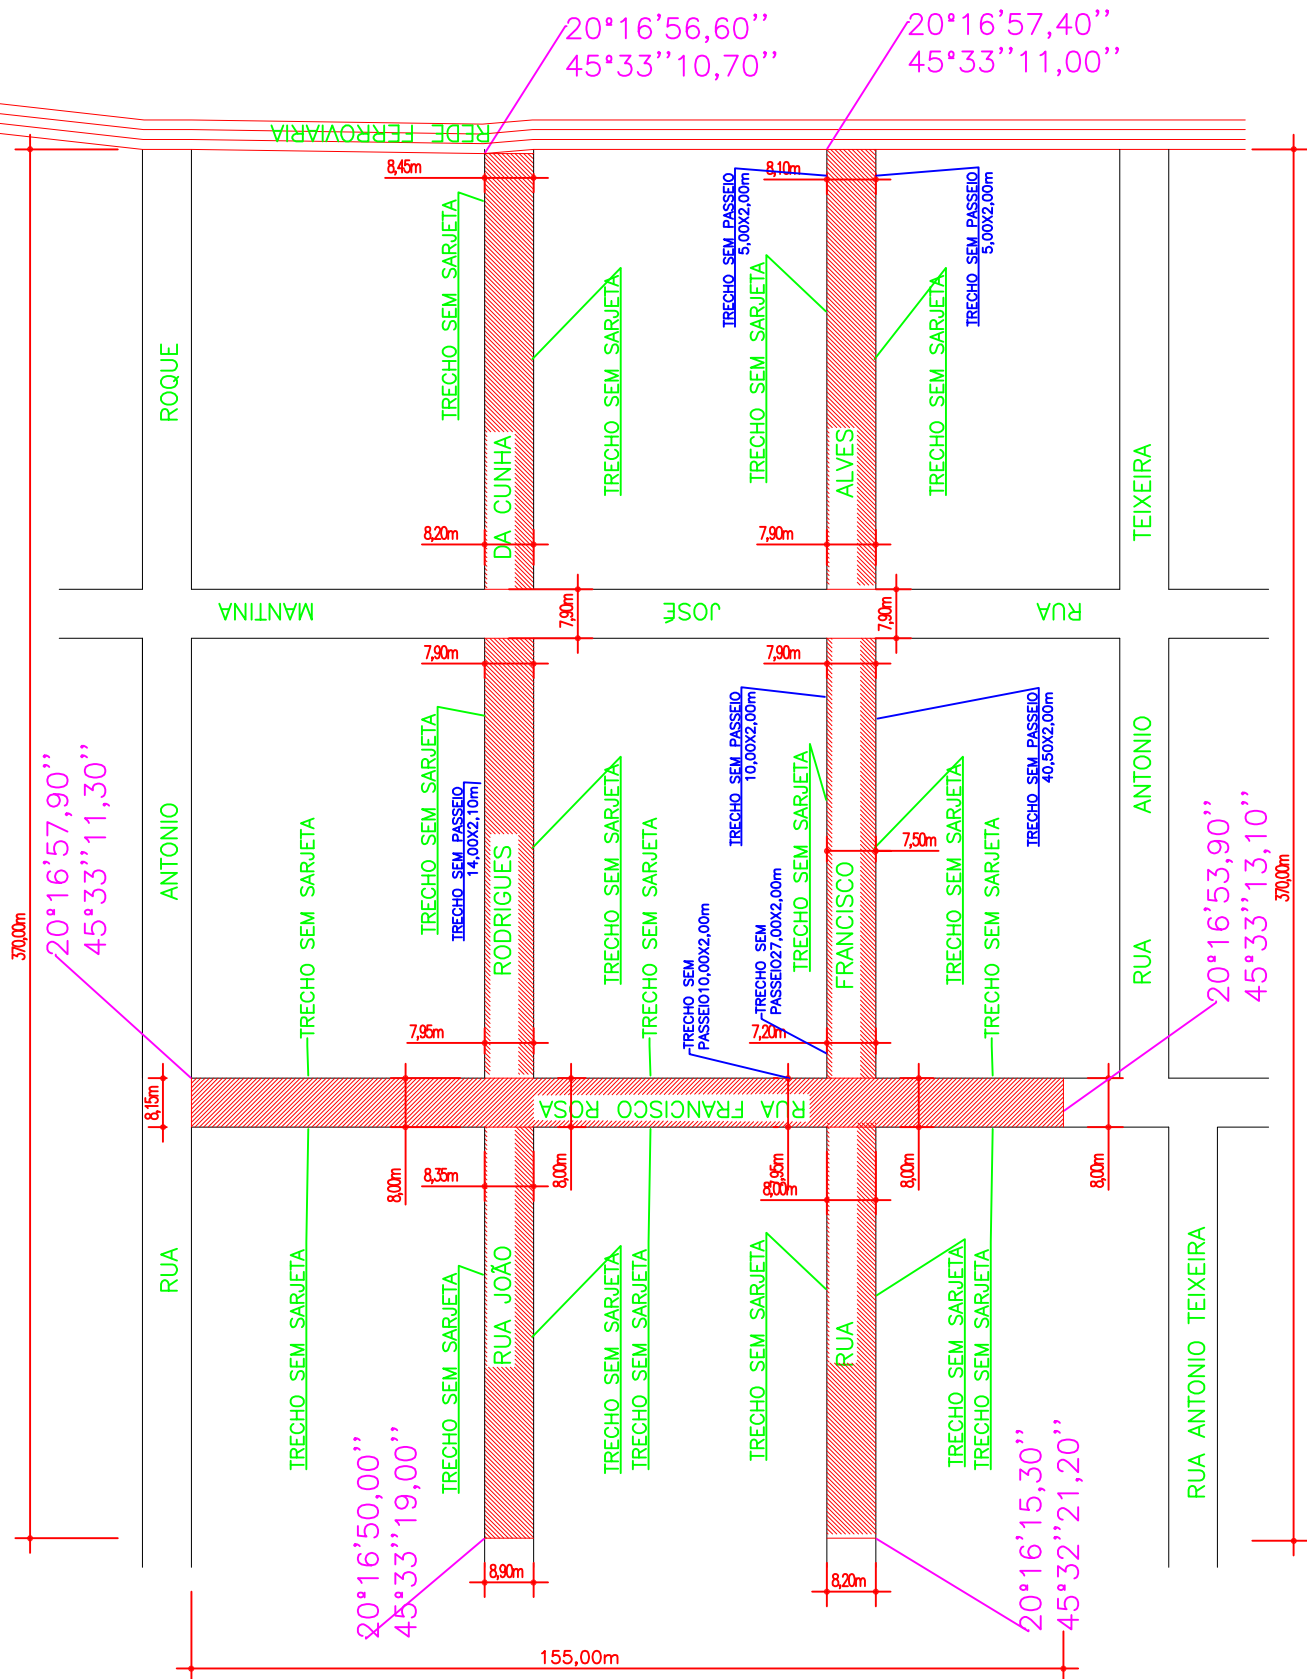 20°16'56,60''
45°33''10,70''
20°16'57,40''
45°33''11,00''
REDE FERROVIARIA
8,45m
8,10m
TRECHO SEM PASSEIO
5,00X2,00m
TRECHO SEM PASSEIO
5,00X2,00m
TRECHO SEM SARJETA
TRECHO SEM SARJETA
TRECHO SEM SARJETA
TRECHO SEM SARJETA
ROQUE
DA CUNHA
ALVES
TEIXEIRA
8,20m
7,90m
MANTINA
7,90m
JOSÉ
7,90m
RUA
7,90m
7,90m
TRECHO SEM SARJETA
TRECHO SEM PASSEIO
14,00X2,10m
TRECHO SEM SARJETA
TRECHO SEM PASSEIO
10,00X2,00m
TRECHO SEM SARJETA
TRECHO SEM SARJETA
TRECHO SEM PASSEIO
40,50X2,00m
7,50m
20°16'57,90''
45°33''11,30''
ANTONIO
RODRIGUES
FRANCISCO
ANTONIO
RUA
20°16'53,90''
45°33''13,10''
370,00m
370,00m
TRECHO SEM SARJETA
TRECHO SEM SARJETA
TRECHO SEM SARJETA
TRECHO SEM
PASSEIO10,00X2,00m
TRECHO SEM
PASSEIO27,00X2,00m
7,95m
7,20m
8,15m
RUA FRANCISCO ROSA
8,00m
8,35m
8,00m
7,95m
8,00m
8,00m
8,00m
RUA
RUA JOÃO
RUA
RUA ANTONIO TEIXEIRA
TRECHO SEM SARJETA
TRECHO SEM SARJETA
TRECHO SEM SARJETA
TRECHO SEM SARJETA
TRECHO SEM SARJETA
TRECHO SEM SARJETA
TRECHO SEM SARJETA
20°16'50,00''
45°33''19,00''
20°16'15,30''
45°32''21,20''
8,90m
8,20m
155,00m